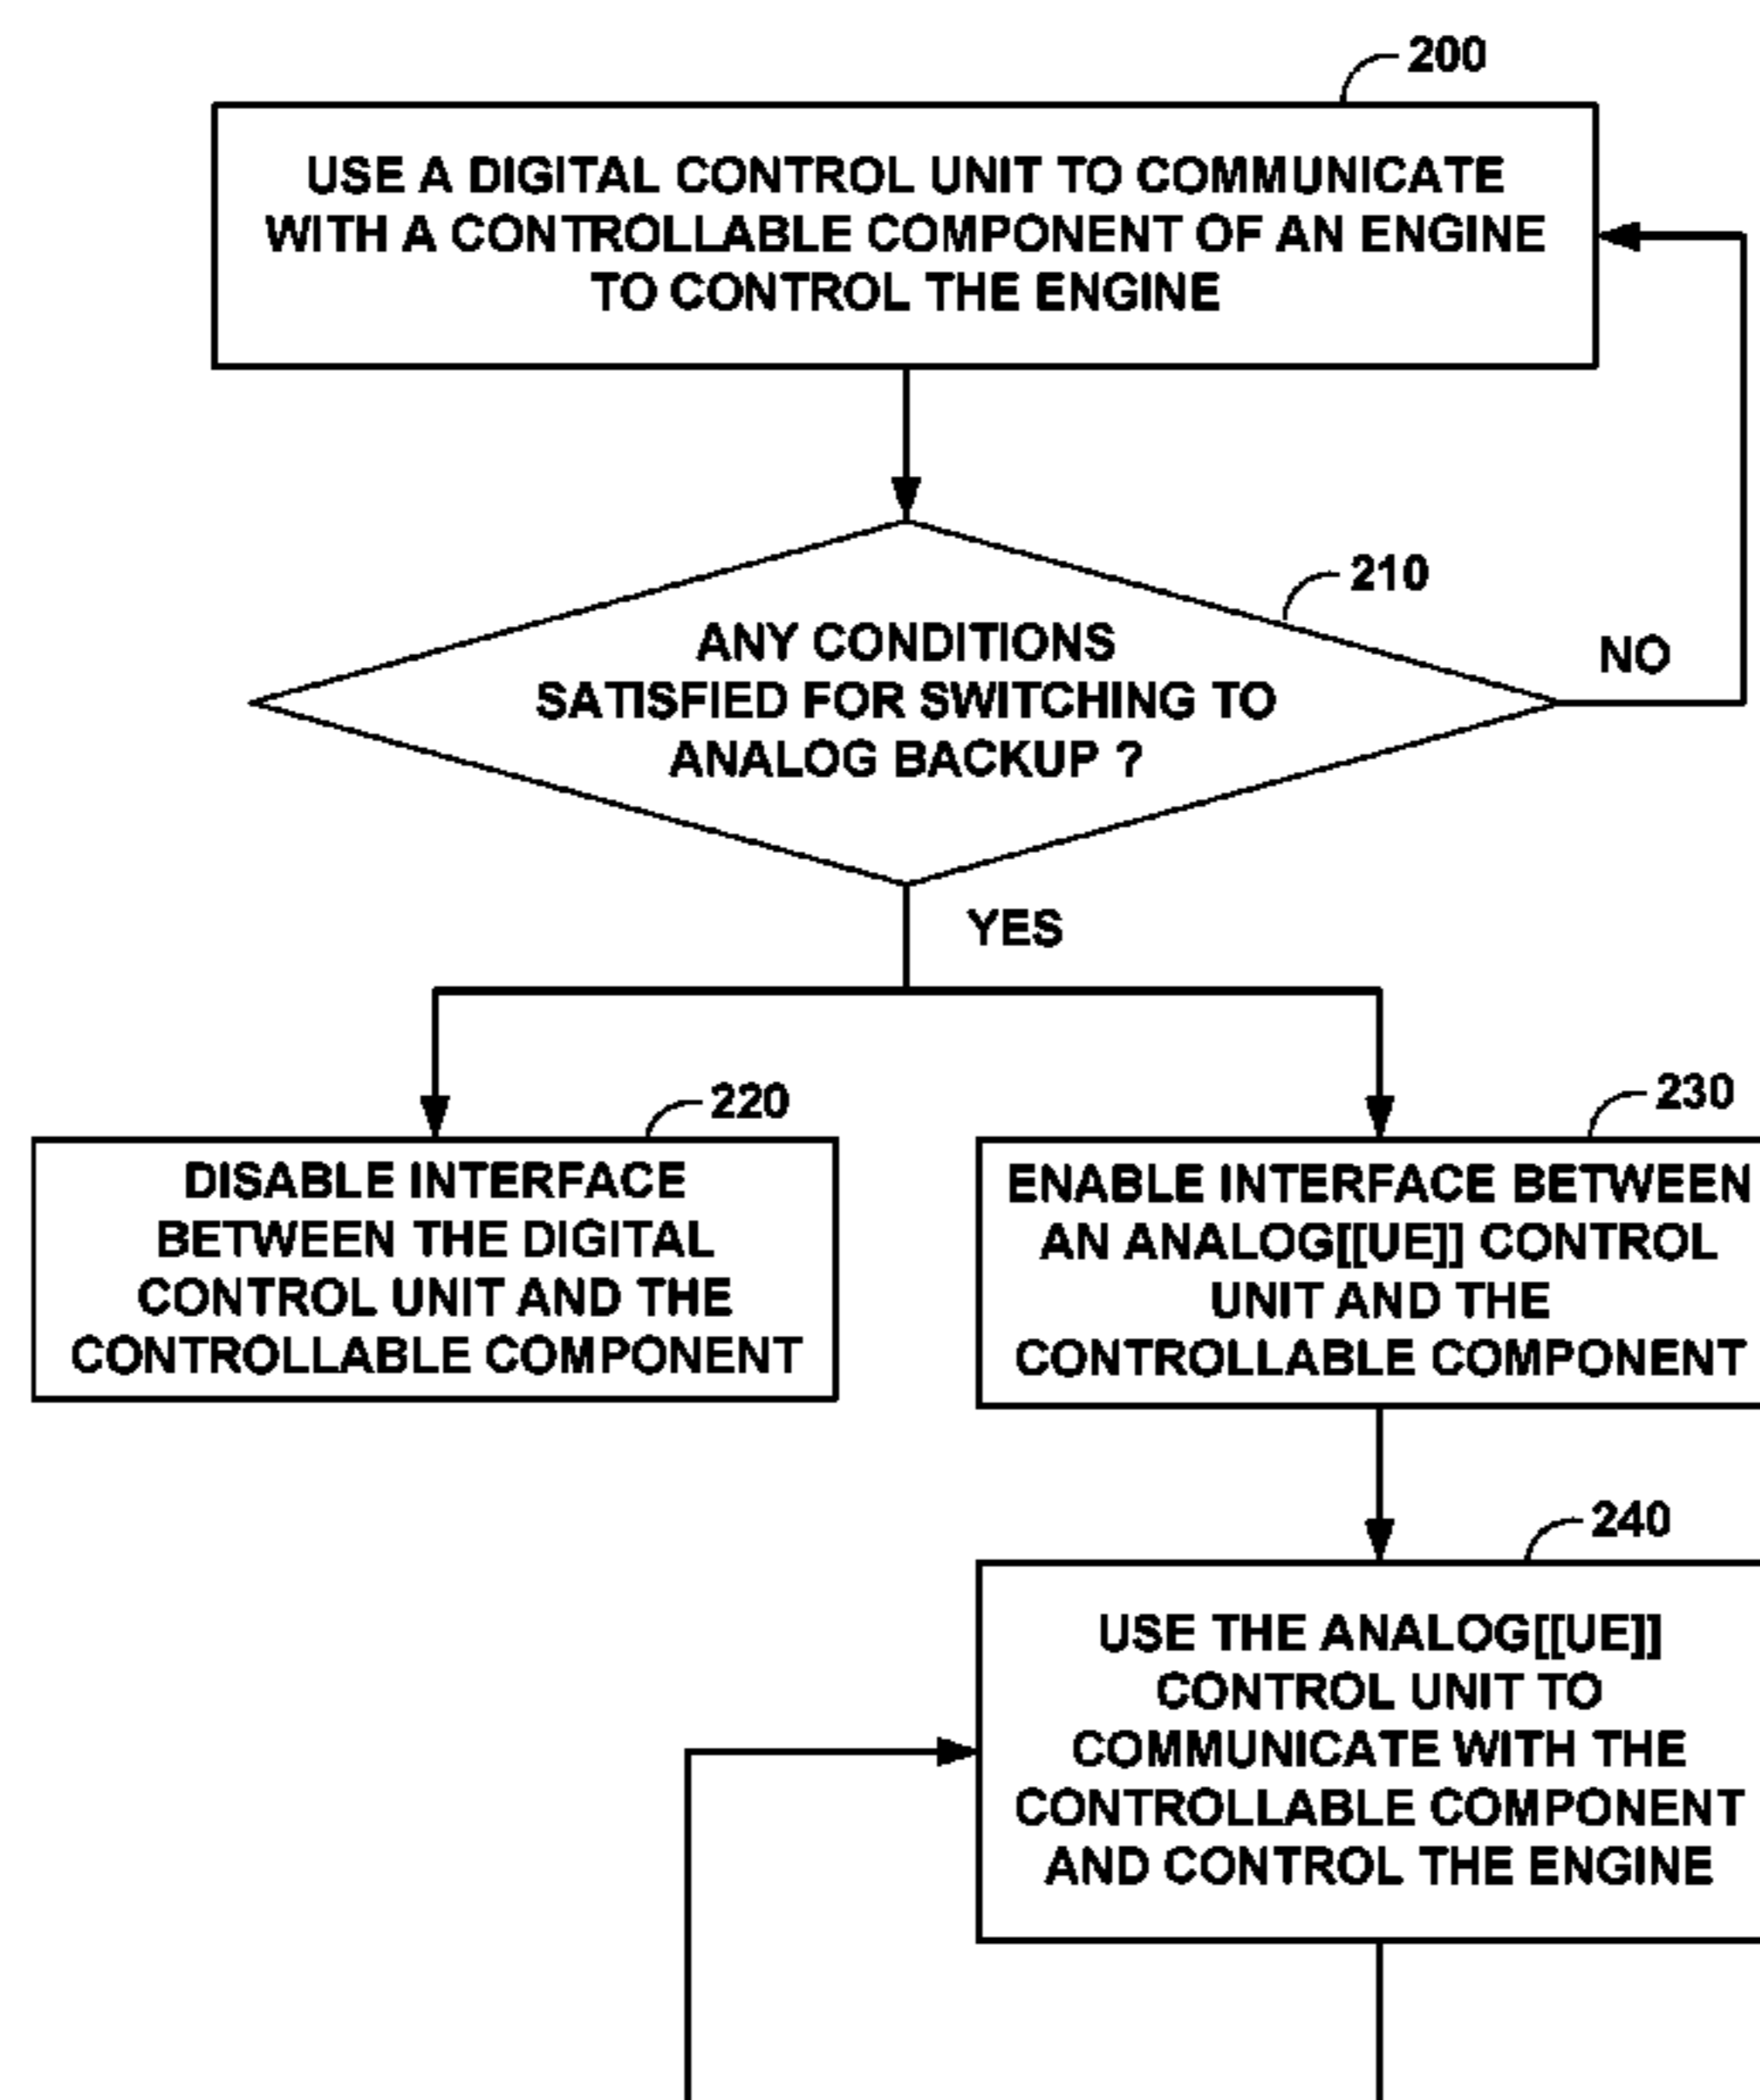 200
USE A DIGITAL CONTROL UNIT TO COMMUNICATE
WITH A CONTROLLABLE COMPONENT OF AN ENGINE
TO CONTROL THE ENGINE
210
ANY CONDITIONS
SATISFIED FOR SWITCHING TO
ANALOG BACKUP ?
NO
YES
220
DISABLE INTERFACE
BETWEEN THE DIGITAL
CONTROL UNIT AND THE
CONTROLLABLE COMPONENT
230
ENABLE INTERFACE BETWEEN
AN ANALOG[[UE]] CONTROL
UNIT AND THE
CONTROLLABLE COMPONENT
240
USE THE ANALOG[[UE]]
CONTROL UNIT TO
COMMUNICATE WITH THE
CONTROLLABLE COMPONENT
AND CONTROL THE ENGINE